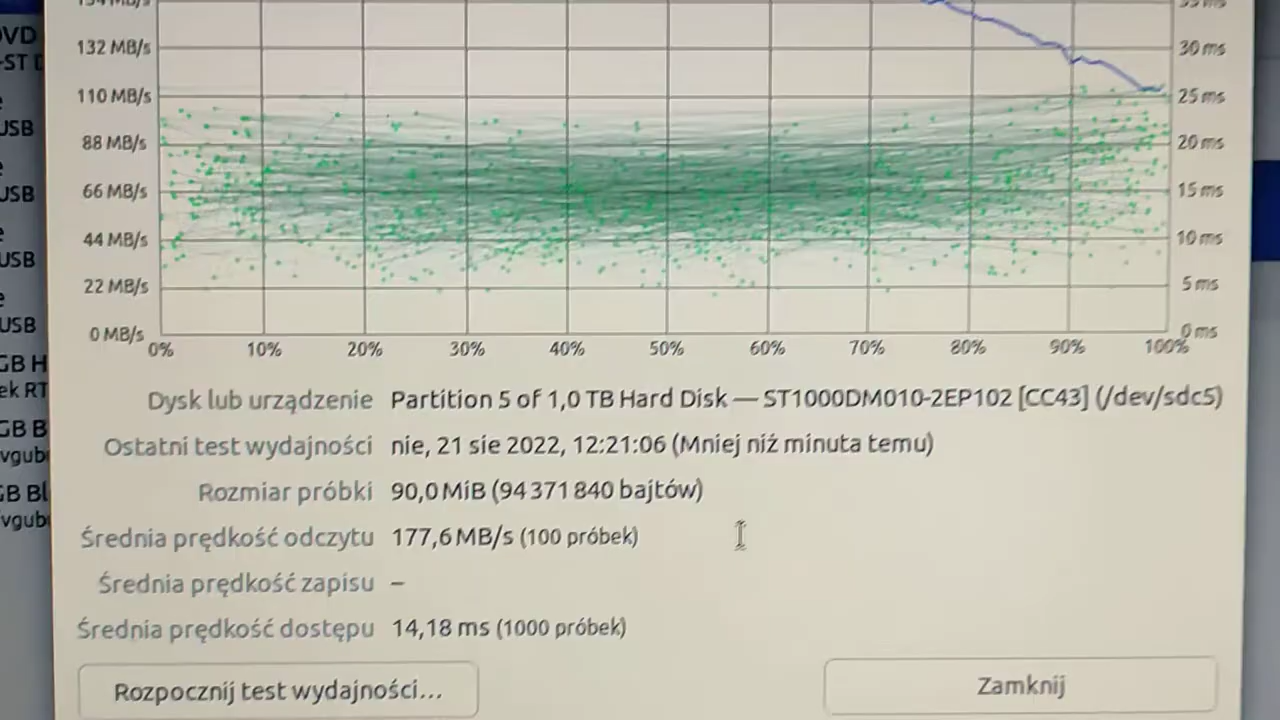 132 MB/s 30 ms
110 MB/s 25 ms
88 MB/s 20 ms
66 MB/s 15 ms
44 MB/s 10 ms
22 MB/s 5 ms
0 MB/s 0 ms
0% 10% 20% 30% 40% 50% 60% 70% 80% 90% 100%
Dysk lub urządzenie Partition 5 of 1,0 TB Hard Disk — ST1000DM010-2EP102 [CC43] (/dev/sdc5)
Ostatni test wydajności nie, 21 sie 2022, 12:21:06 (Mniej niż minuta temu)
Rozmiar próbki 90,0 MiB (94 371 840 bajtów)
Średnia prędkość odczytu 177,6 MB/s (100 próbek)
Średnia prędkość zapisu –
Średnia prędkość dostępu 14,18 ms (1000 próbek)
Rozpocznij test wydajności... Zamknij
USB
USB
USB
USB